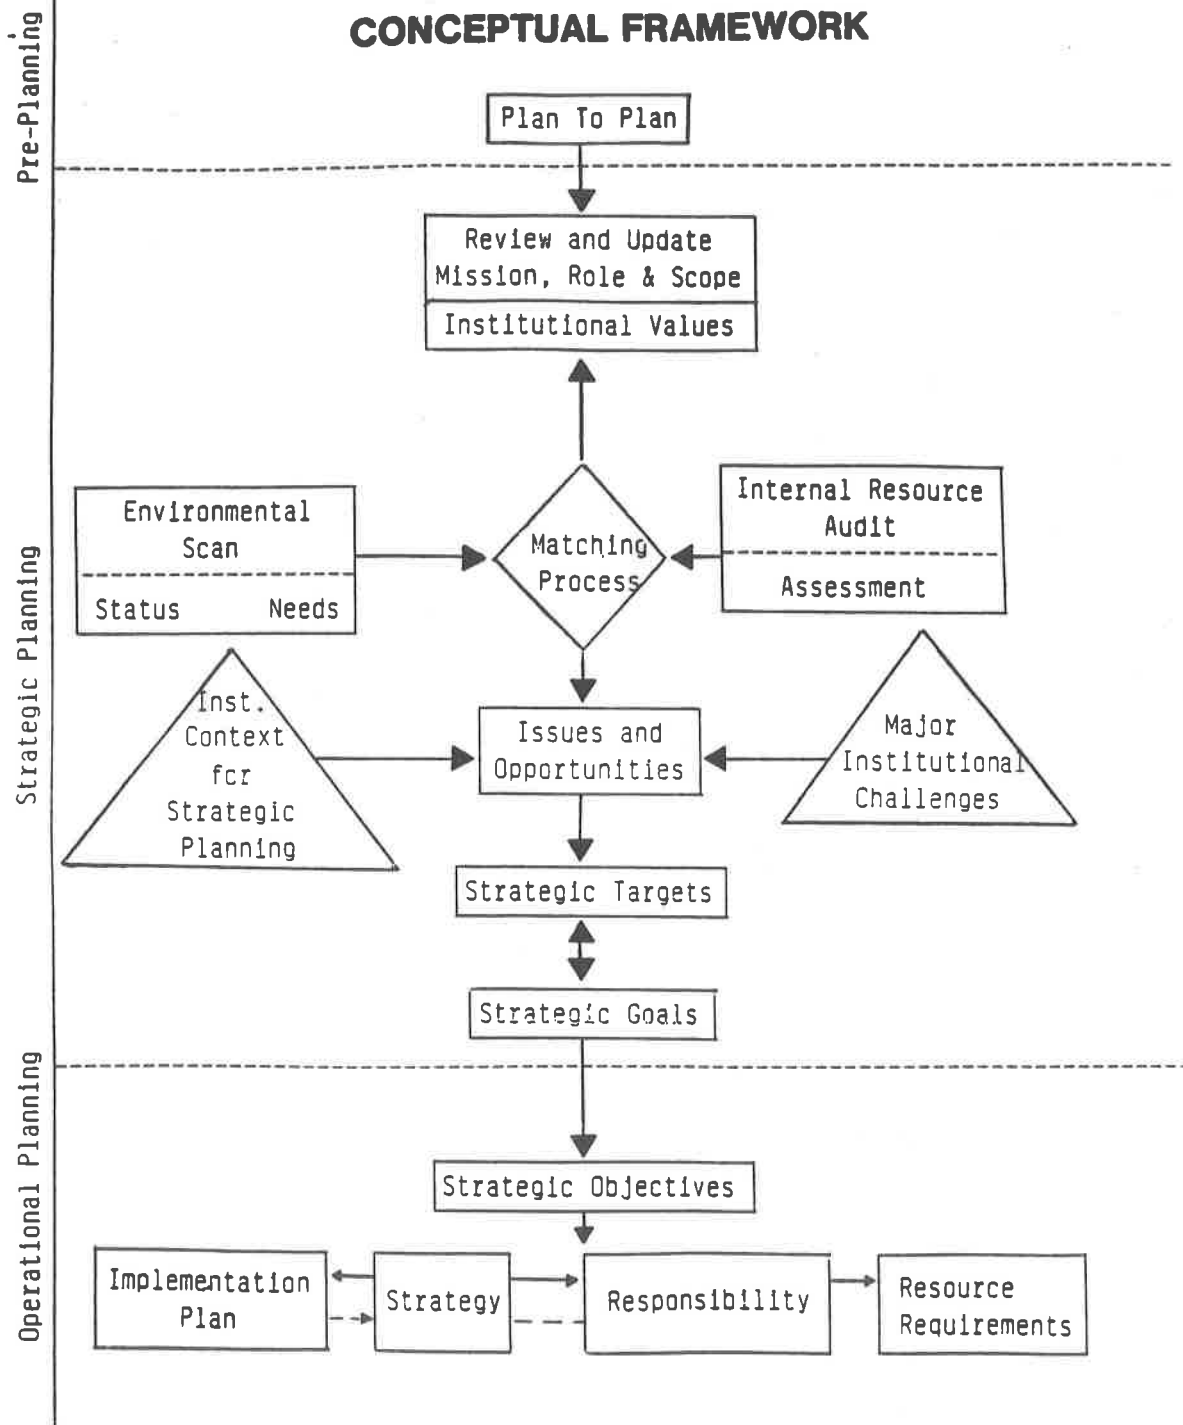 CONCEPTUAL FRAMEWORK
Pre-Planning
Plan To Plan
Review and Update
Mission, Role & Scope
Institutional Values
Strategic Planning
Environmental
Scan
Status Needs
Matching
Process
Internal Resource
Audit
Assessment
Inst.
Context
fcr
Strategic
Planning
Issues and
Opportunities
Major
Institutional
Challenges
Strategic Targets
Strategic Goals
Operational Planning
Strategic Objectives
Implementation
Plan
Strategy
Responsibility
Resource
Requirements